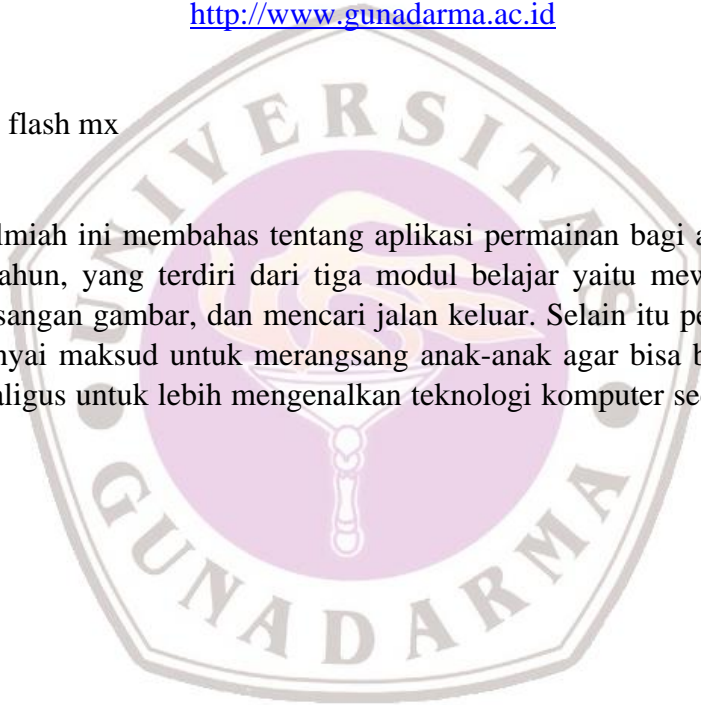 http://www.gunadarma.ac.id
flash mx
lmiah ini membahas tentang aplikasi permainan bagi a
ahun, yang terdiri dari tiga modul belajar yaitu mew
sangan gambar, dan mencari jalan keluar. Selain itu pe
nyai maksud untuk merangsang anak-anak agar bisa b
aligus untuk lebih mengenalkan teknologi komputer se
UNIVERSITAS
GUNADARMA